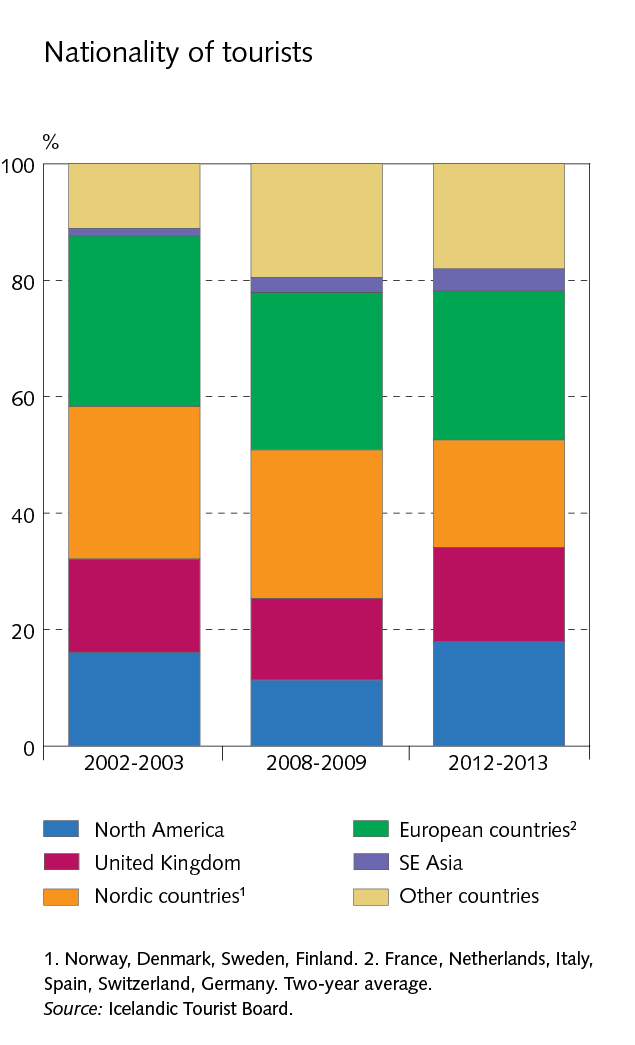 Nationality of tourists
%
100
80
60
40
20
0
2002-2003 2008-2009 2012-2013
North America
United Kingdom
Nordic countries¹
European countries²
SE Asia
Other countries
1. Norway, Denmark, Sweden, Finland. 2. France, Netherlands, Italy,
Spain, Switzerland, Germany. Two-year average.
Source: Icelandic Tourist Board.